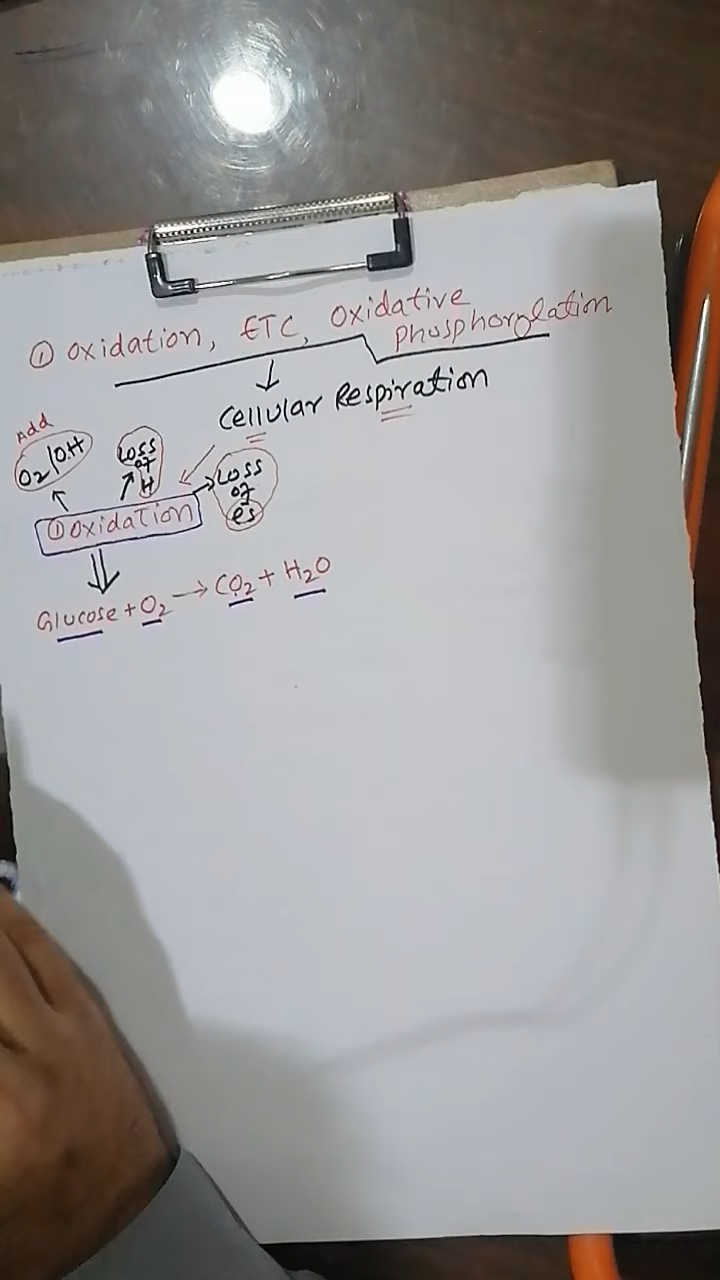 ① Oxidation, ETC, Oxidative phosphorylation
Cellular Respiration
Add
O2/OH
Loss of H
Loss of es
① Oxidation
Glucose + O2 → CO2 + H2O